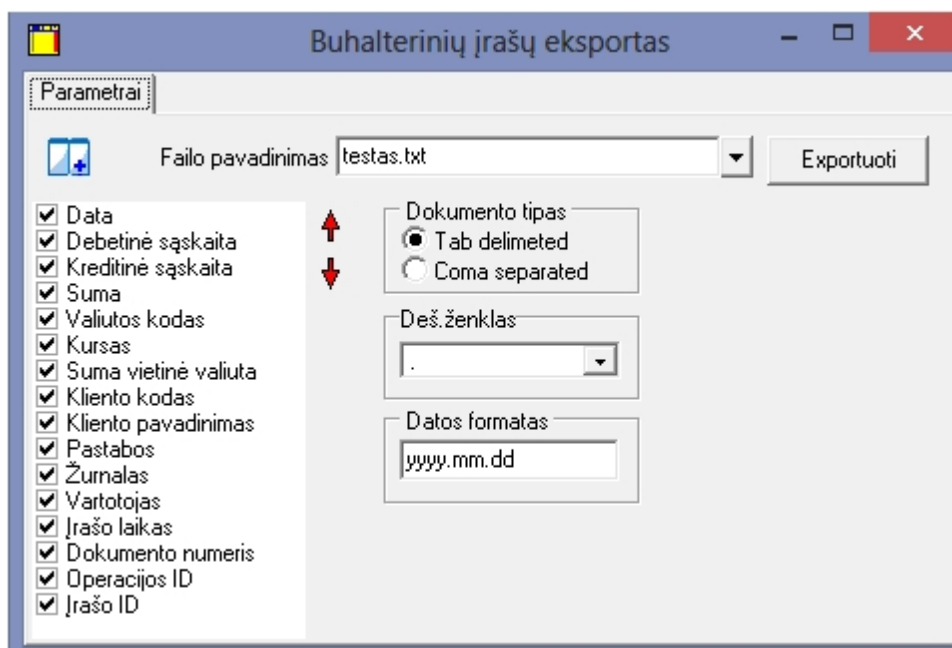 Buhalterinių įrašų eksportas
Parametrai
Failo pavadinimas testas.txt Exportuoti
Data
Debetinė sąskaita
Kreditinė sąskaita
Suma
Valiutos kodas
Kursas
Suma vietinė valiuta
Kliento kodas
Kliento pavadinimas
Pastabos
Žurnalas
Vartotojas
Įrašo laikas
Dokumento numeris
Operacijos ID
Įrašo ID
Dokumento tipas
Tab delimeted
Coma separated
Deš.ženklas
.
Datos formatas
yyyy.mm.dd